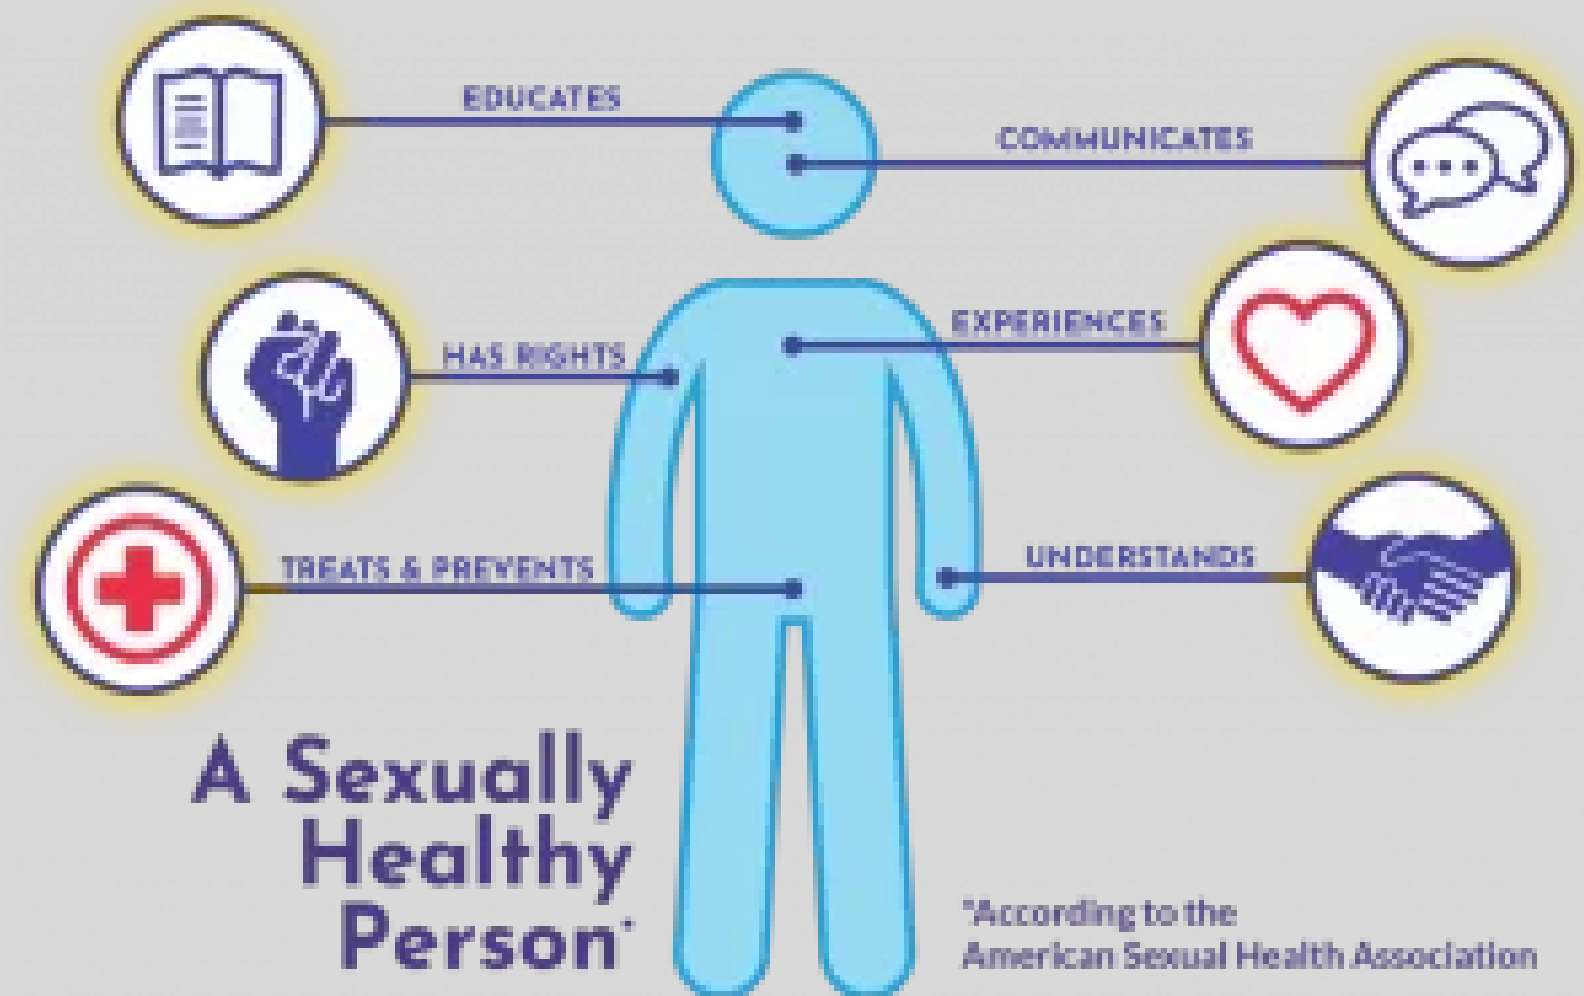 EDUCATES
COMMUNICATES
EXPERIENCES
HAS RIGHTS
TREATS & PREVENTS
UNDERSTANDS
A Sexually
Healthy
Person*
*According to the
American Sexual Health Association